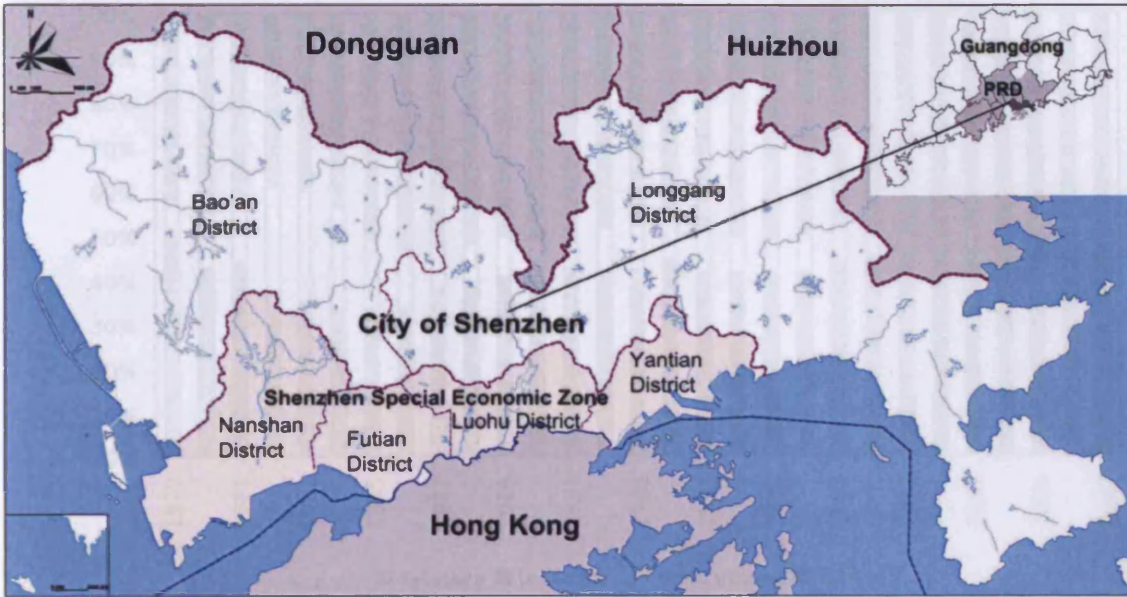 N
Dongguan
Huizhou
Guangdong
PRD
Bao'an
District
Longgang
District
City of Shenzhen
Yantian
District
Shenzhen Special Economic Zone
Luohu District
Nanshan
District
Futian
District
Hong Kong